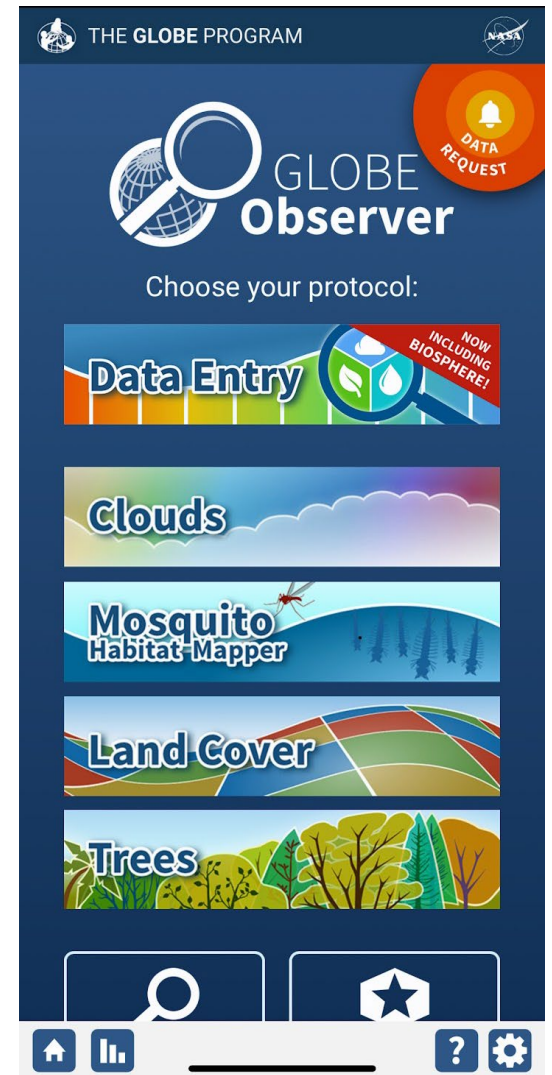 THE GLOBE PROGRAM
NASA
DATA
REQUEST
GLOBE
Observer
Choose your protocol:
Data Entry
NOW
INCLUDING
BIOSPHERE!
Clouds
Mosquito
Habitat Mapper
Land Cover
Trees
?